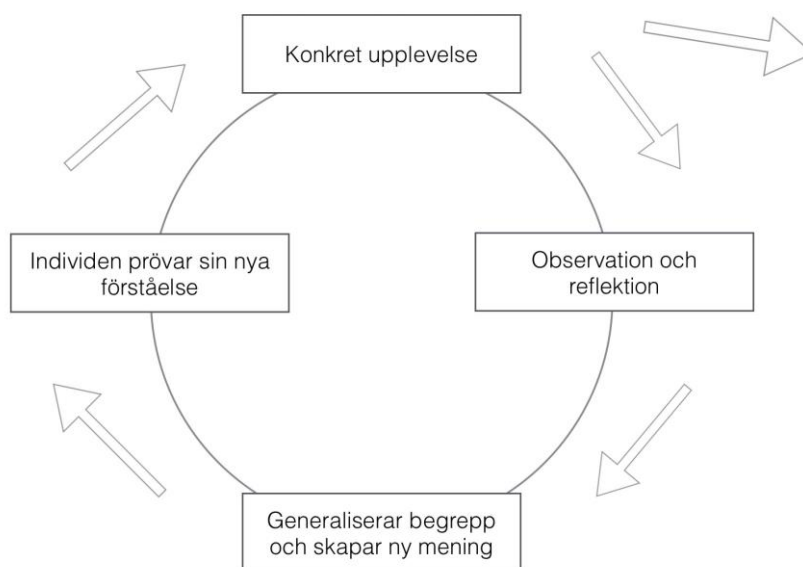 Konkret upplevelse
Individen prövar sin nya
förståelse
Observation och
reflektion
Generaliserar begrepp
och skapar ny mening